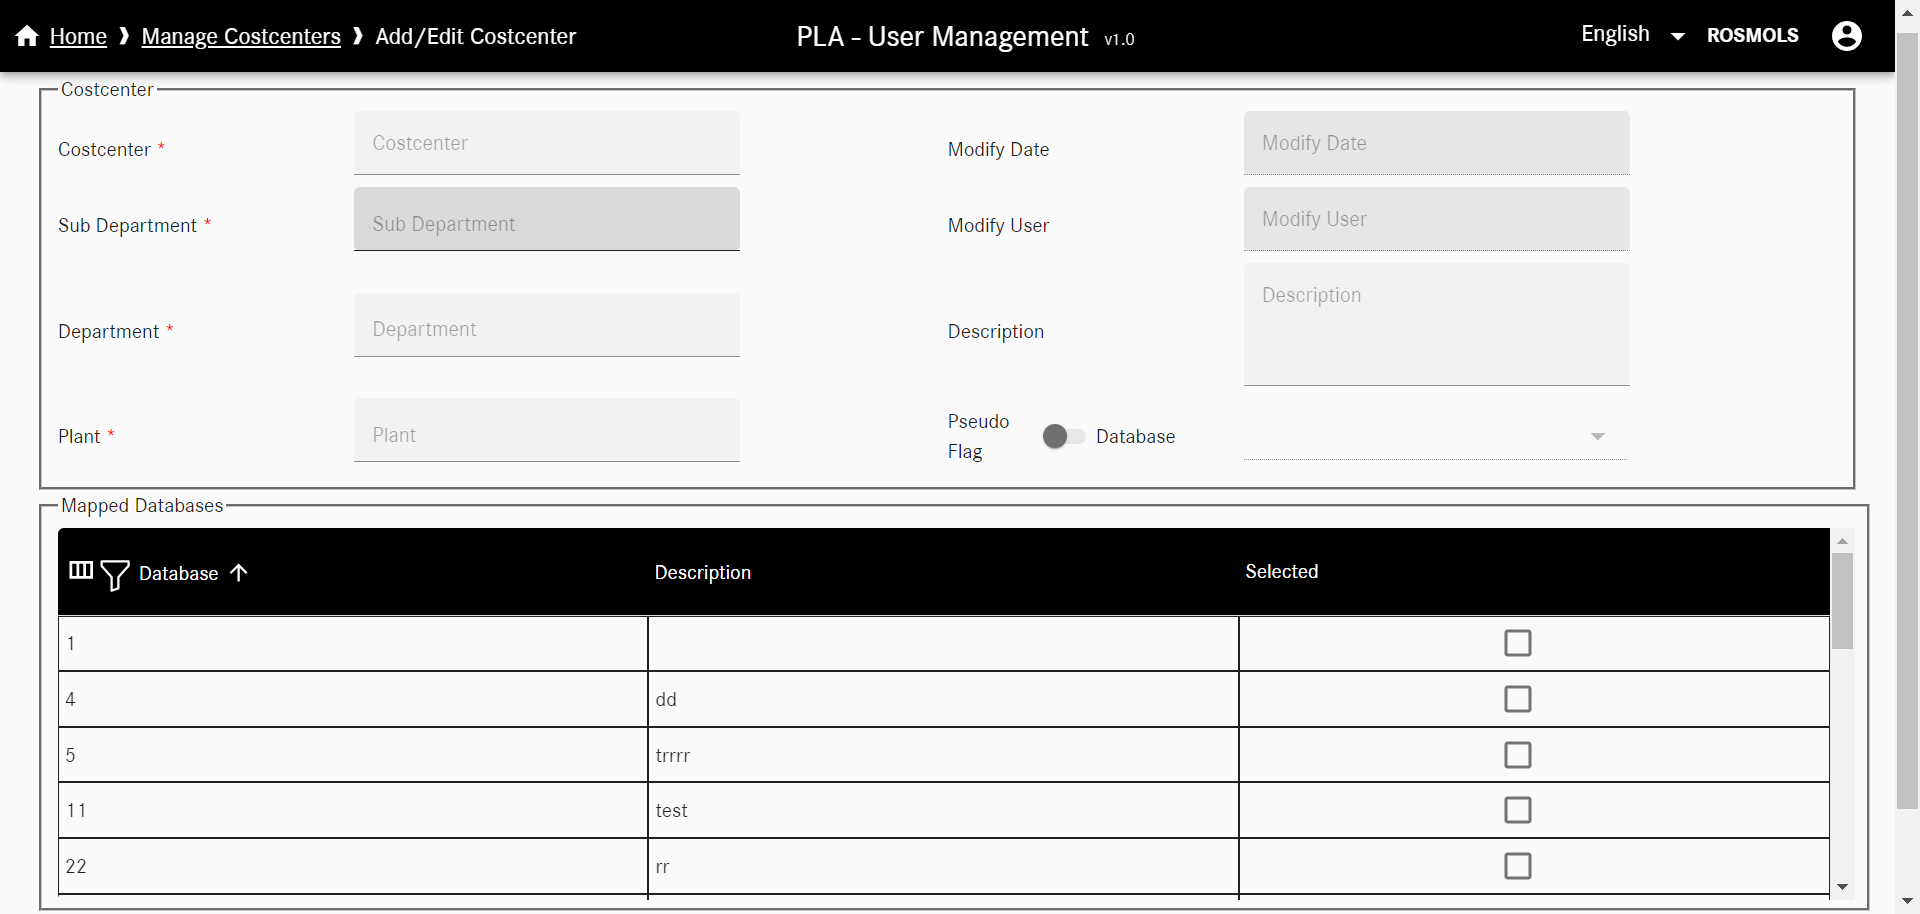 Home ❱ Manage Costcenters ❱ Add/Edit Costcenter
PLA - User Management v1.0
English
ROSMOLS
Costcenter
Costcenter *
Costcenter
Modify Date
Modify Date
Sub Department *
Sub Department
Modify User
Modify User
Department *
Department
Description
Description
Plant *
Plant
Pseudo
Flag
Database
Mapped Databases
Database
Description
Selected
1
4 dd
5 trrrr
11 test
22 rr